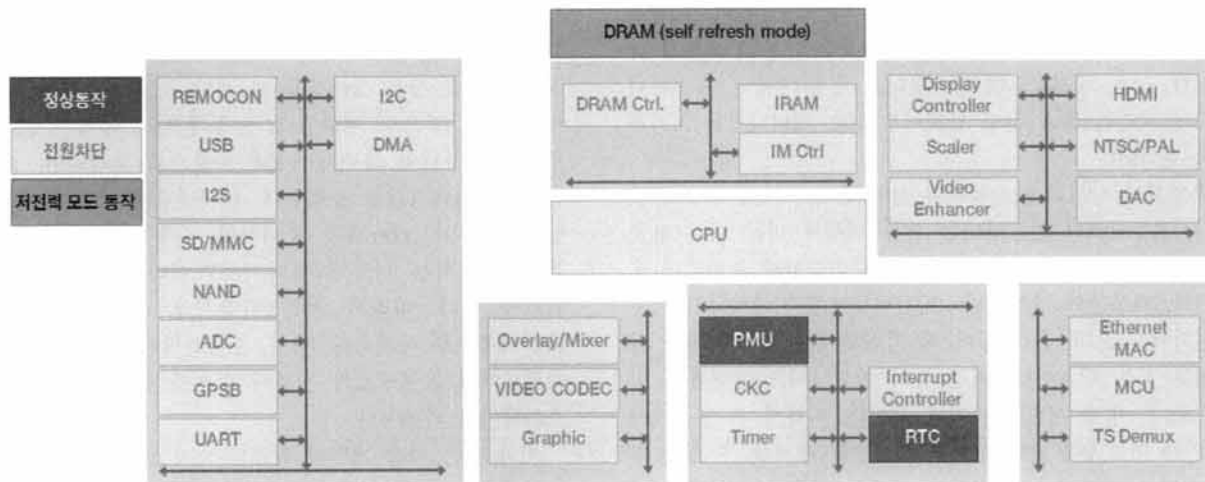 DRAM (self refresh mode)
정상동작
전원차단
저전력 모드 동작
REMOCON
I2C
USB
DMA
I2S
SD/MMC
NAND
ADC
GPSB
UART
DRAM Ctrl.
IRAM
IM Ctrl
CPU
Display
Controller
HDMI
Scaler
NTSC/PAL
Video
Enhancer
DAC
Overlay/Mixer
VIDEO CODEC
Graphic
PMU
CKC
Interrupt
Controller
Timer
RTC
Ethernet
MAC
MCU
TS Demux